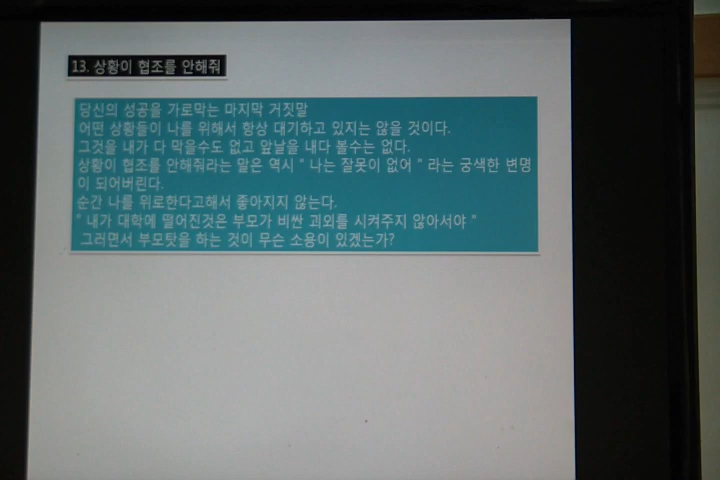 13. 상황이 협조를 안해줘
당신의 성공을 가로막는 마지막 거짓말
어떤 상황들이 나를 위해서 항상 대기하고 있지는 않을 것이다.
그것을 내가 다 막을수도 없고 앞날을 내다 볼수는 없다.
상황이 협조를 안해줘라는 말은 역시 " 나는 잘못이 없어 " 라는 궁색한 변명
이 되어버린다.
순간 나를 위로한다고해서 좋아지지 않는다.
" 내가 대학에 떨어진것은 부모가 비싼 괴외를 시켜주지 않아서야 "
그러면서 부모탓을 하는 것이 무슨 소용이 있겠는가?